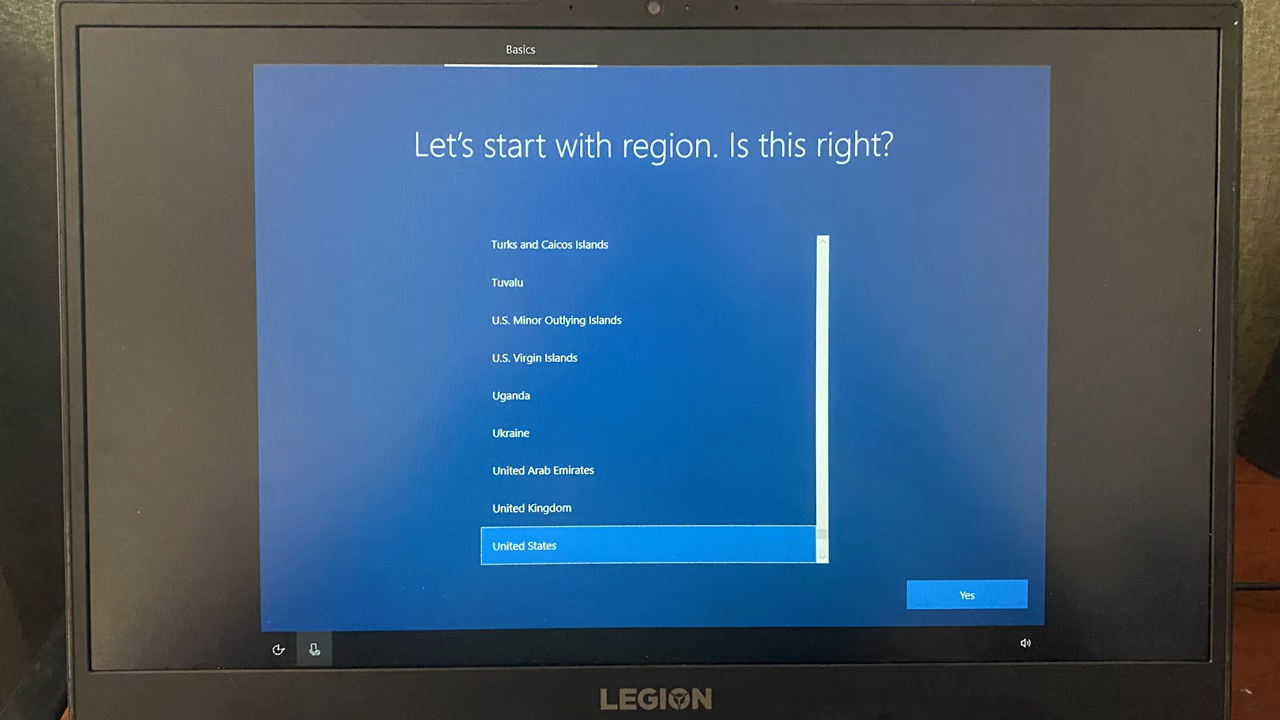 Basics
Let's start with region. Is this right?
Turks and Caicos Islands
Tuvalu
U.S. Minor Outlying Islands
U.S. Virgin Islands
Uganda
Ukraine
United Arab Emirates
United Kingdom
United States
Yes
LEGION